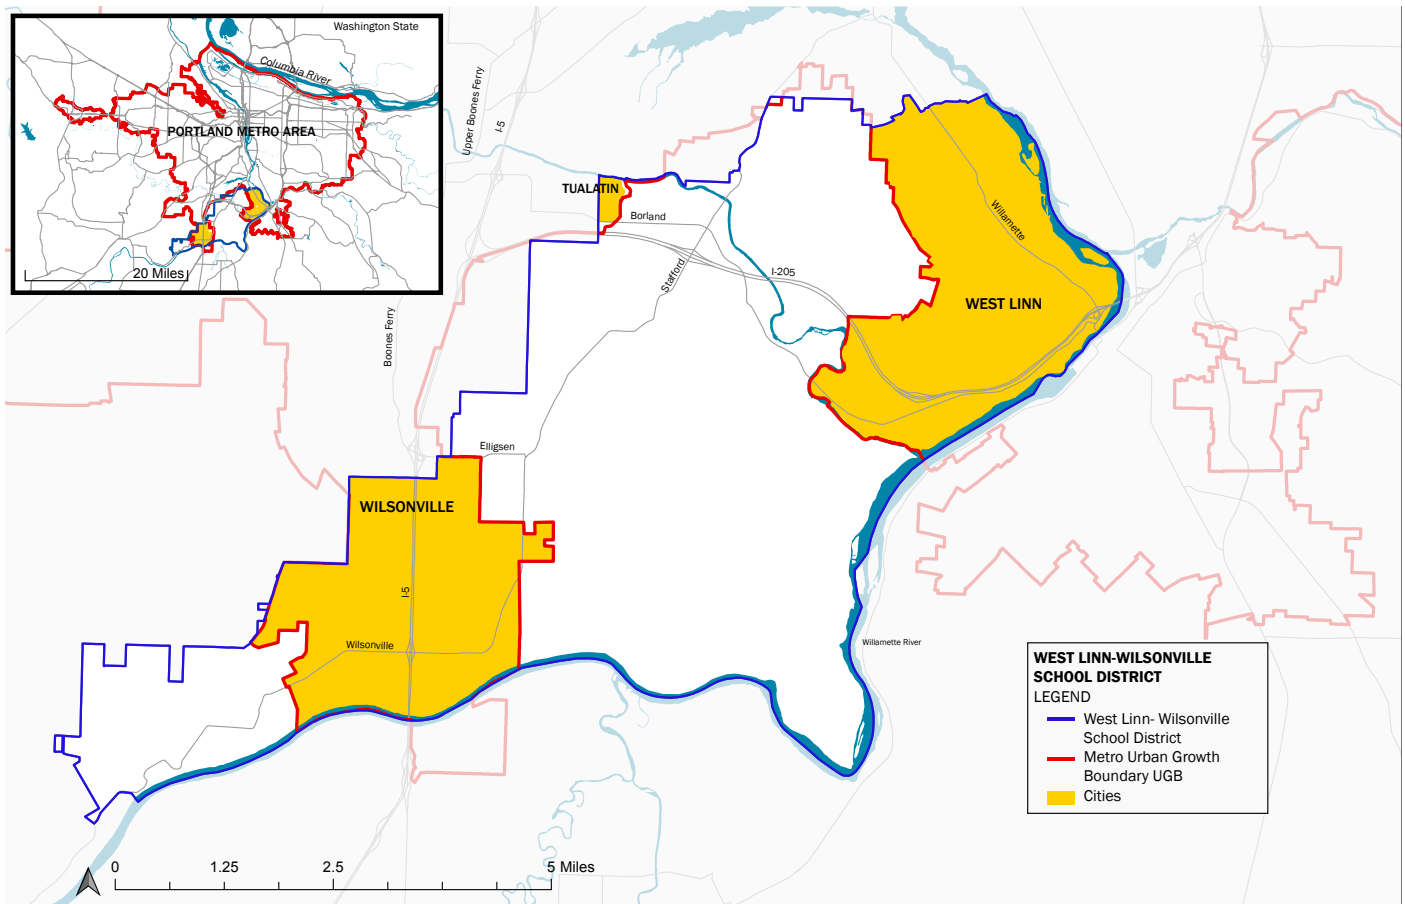 Washington State
Columbia River
PORTLAND METRO AREA
20 Miles
Upper Boones Ferry
I-5
TUALATIN
Borland
Stafford
I-205
Willamette
WEST LINN
Boones Ferry
Elligsen
WILSONVILLE
I-5
Wilsonville
Willamette River
WEST LINN-WILSONVILLE
SCHOOL DISTRICT
LEGEND
West Linn- Wilsonville
School District
Metro Urban Growth
Boundary UGB
Cities
0 1.25 2.5 5 Miles